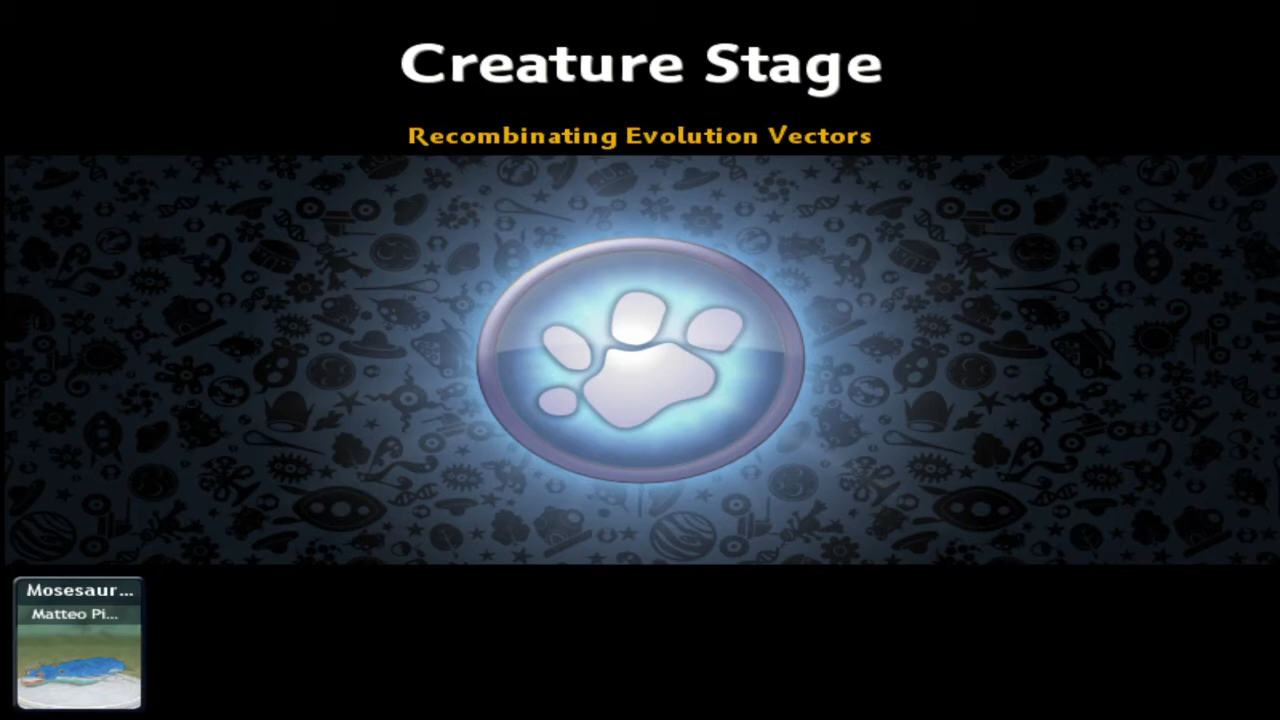 Creature Stage
Recombinating Evolution Vectors
Mosesaur...
Matteo Pi...